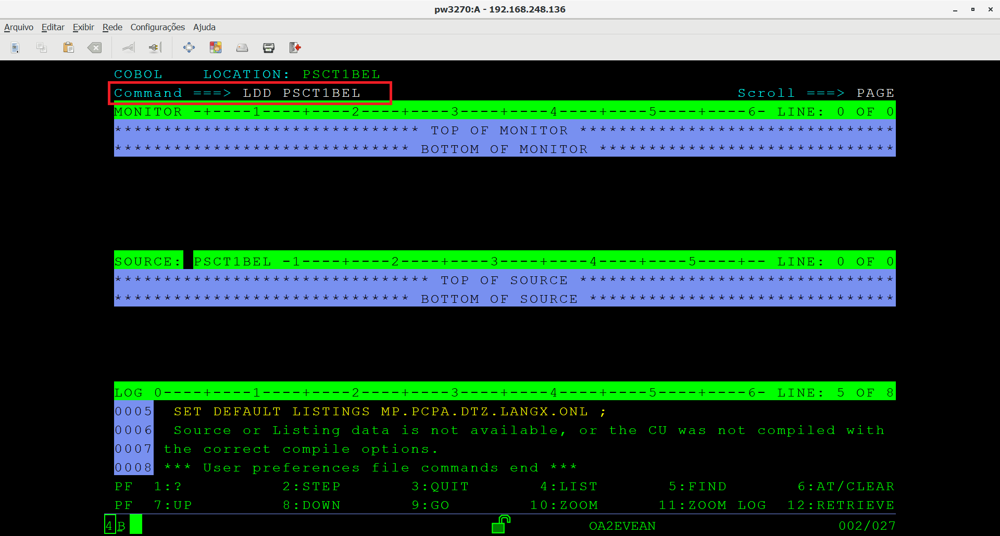 pw3270:A - 192.168.248.136
Arquivo Editar Exibir Rede Configurações Ajuda
COBOL LOCATION: PSCT1BEL
Command ===> LDD PSCT1BEL Scroll ===> PAGE
MONITOR -+----1----+----2----+----3----+----4----+----5----+----6- LINE: 0 OF 0
******************************* TOP OF MONITOR ********************************
****************************** BOTTOM OF MONITOR ******************************
SOURCE: PSCT1BEL -1----+----2----+----3----+----4----+----5----+-- LINE: 0 OF 0
******************************** TOP OF SOURCE ********************************
****************************** BOTTOM OF SOURCE *******************************
LOG 0----+----1----+----2----+----3----+----4----+----5----+----6- LINE: 5 OF 8
0005 SET DEFAULT LISTINGS MP.PCPA.DTZ.LANGX.ONL ;
0006 Source or Listing data is not available, or the CU was not compiled with
0007 the correct compile options.
0008 *** User preferences file commands end ***
PF 1:? 2:STEP 3:QUIT 4:LIST 5:FIND 6:AT/CLEAR
PF 7:UP 8:DOWN 9:GO 10:ZOOM 11:ZOOM LOG 12:RETRIEVE
4B OA2EVEAN 002/027